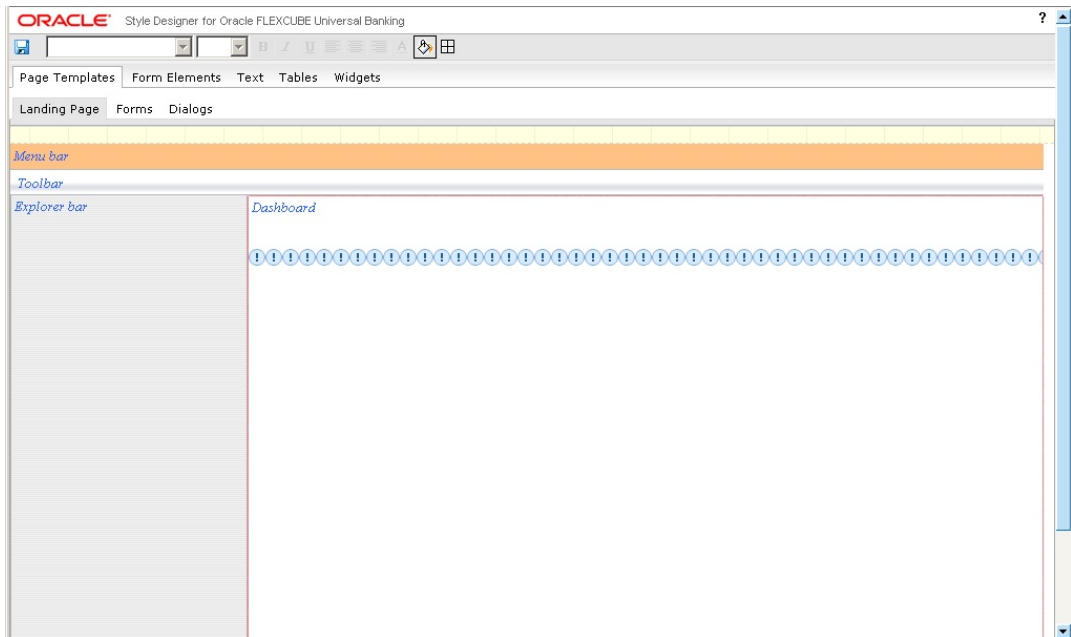 ORACLE® Style Designer for Oracle FLEXCUBE Universal Banking ?
B I U A
Page Templates Form Elements Text Tables Widgets
Landing Page Forms Dialogs
Menu bar
Toolbar
Explorer bar Dashboard